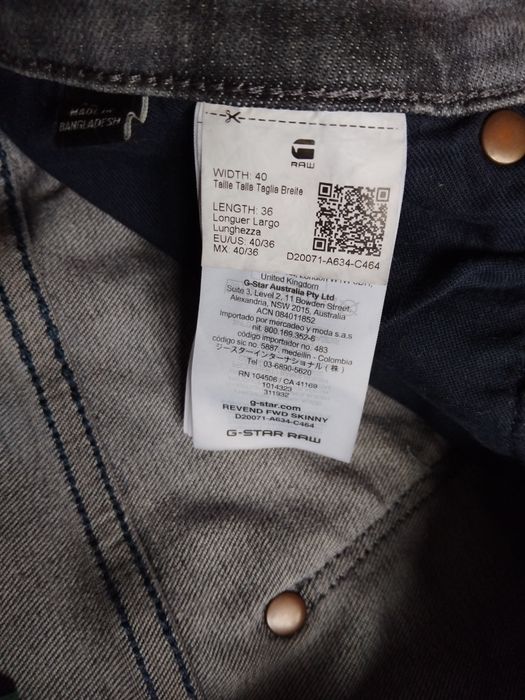 MADE IN
BANGLADESH
RAW
WIDTH: 40
Taille Talla Taglia Breite
LENGTH: 36
Longuer Largo
Lunghezza
EU/US: 40/36
MX: 40/36
D20071-A634-C464
United Kingdom
G-Star Australia Pty Ltd
Suite 3, Level 2, 11 Bowden Street
Alexandria, NSW 2015, Australia
ACN 084011852
Importado por mercadeo y moda s.a.s
nit. 800.169.352-6
código importador no. 483
código sic no. 5887, medellin - Colombia
ジースターインターナショナル(株)
Tel : 03-6890-5620
RN 104506 / CA 41169
1014323
311932
g-star.com
REVEND FWD SKINNY
D20071-A634-C464
G-STAR RAW